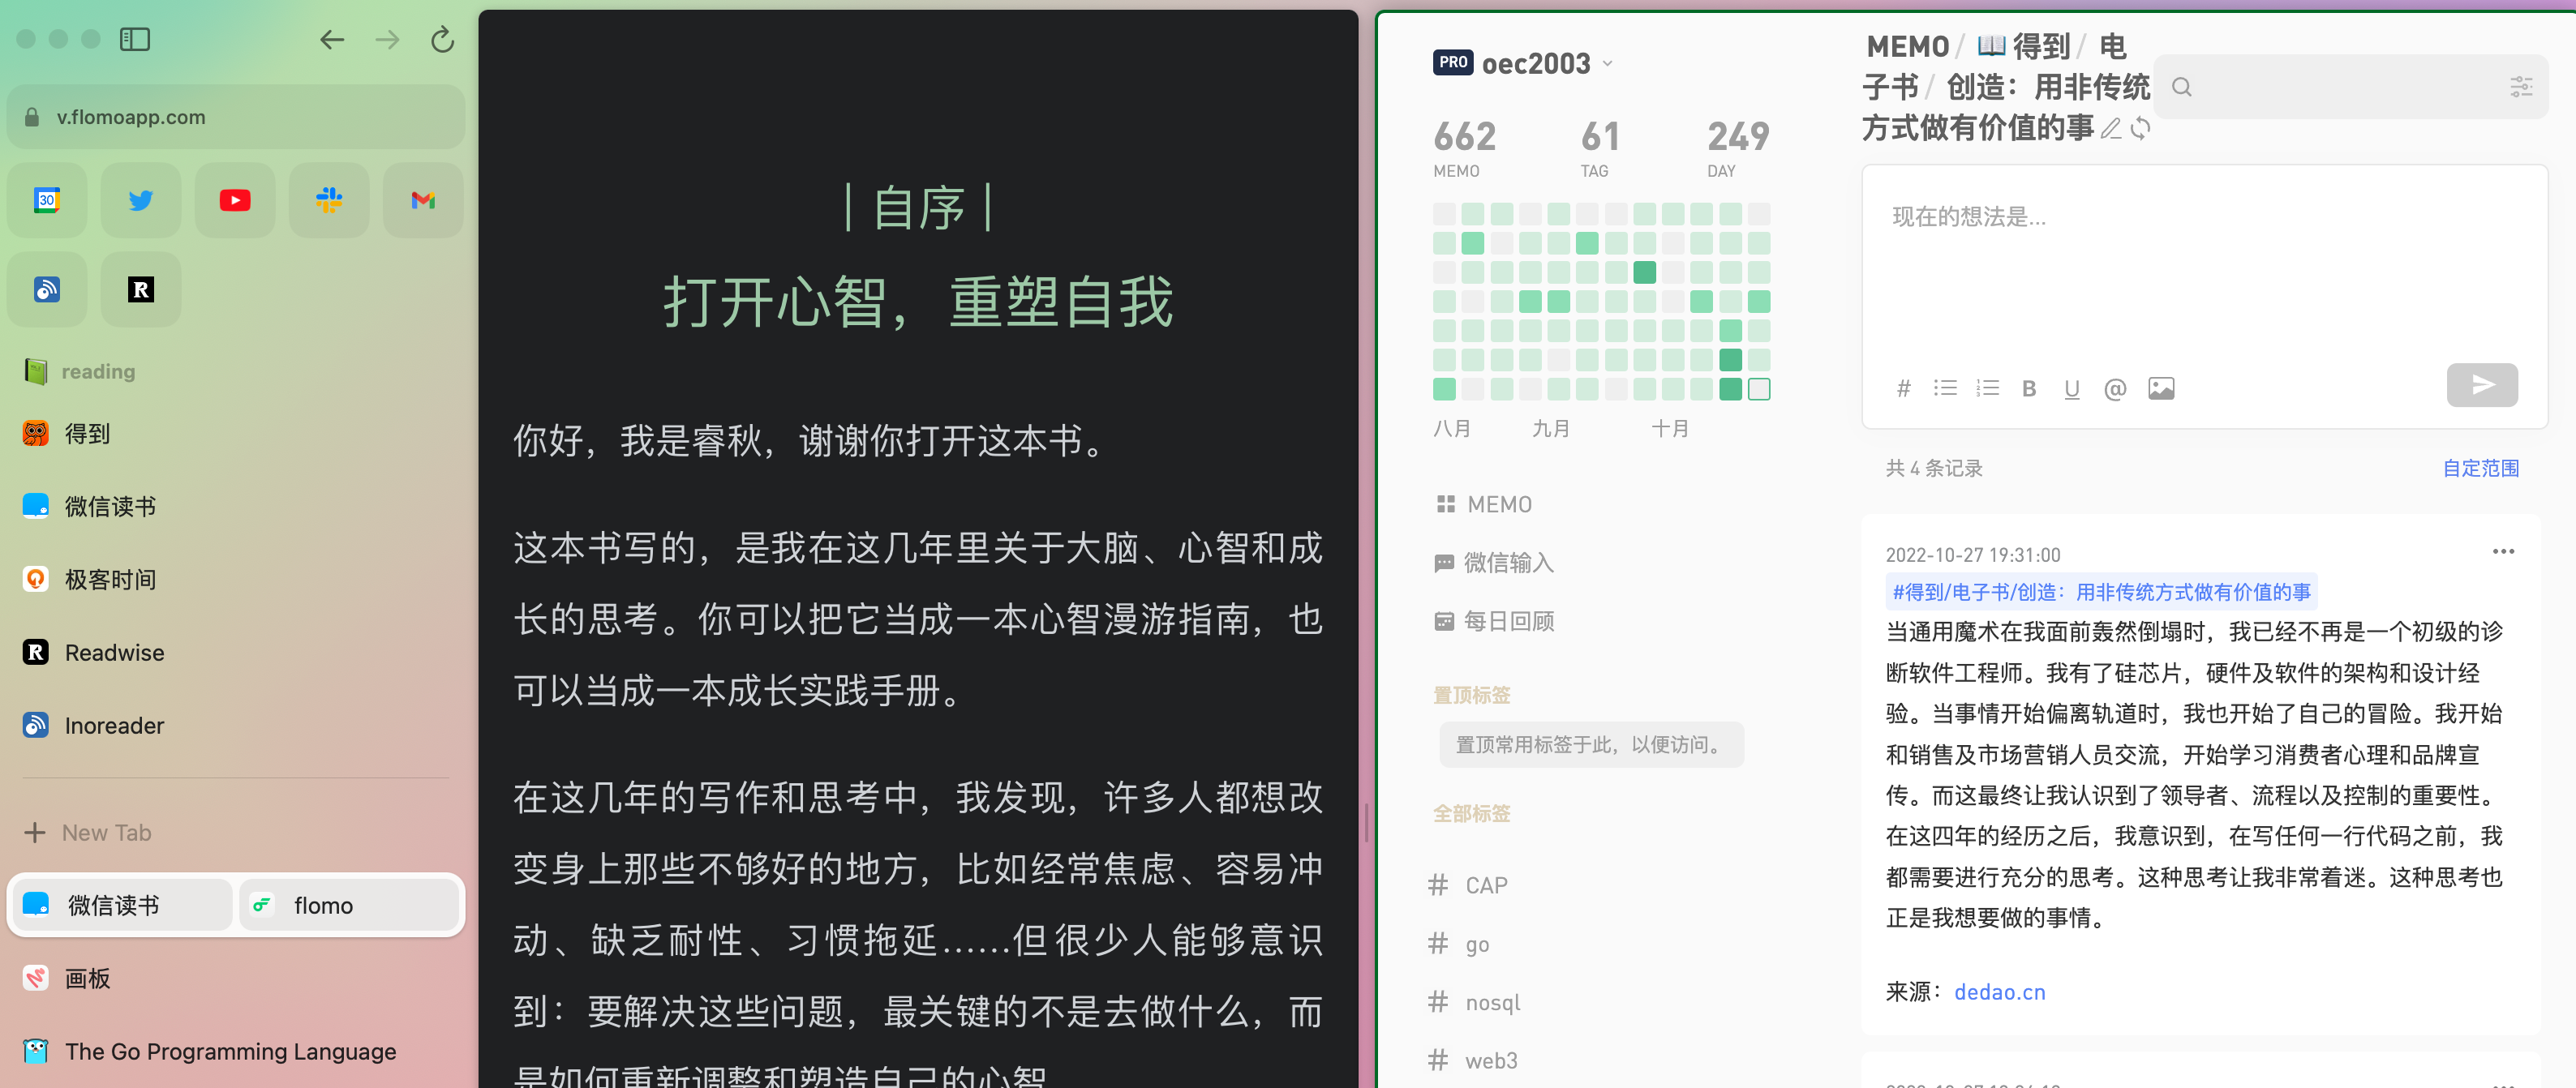 v.flomoapp.com
30
R
reading
得到
微信读书
极客时间
R
Readwise
Inoreader
New Tab
微信读书
flomo
画板
The Go Programming Language
| 自序 |
打开心智，重塑自我
你好，我是睿秋，谢谢你打开这本书。
这本书写的，是我在这几年里关于大脑、心智和成
长的思考。你可以把它当成一本心智漫游指南，也
可以当成一本成长实践手册。
在这几年的写作和思考中，我发现，许多人都想改
变身上那些不够好的地方，比如经常焦虑、容易冲
动、缺乏耐性、习惯拖延……但很少人能够意识
到：要解决这些问题，最关键的不是去做什么，而
是如何重新调整和塑造自己的心智
PRO oec2003
662 61 249
MEMO TAG DAY
八月 九月 十月
MEMO
微信输入
每日回顾
置顶标签
置顶常用标签于此，以便访问。
全部标签
# CAP
# go
# nosql
# web3
MEMO / 📖 得到 / 电
子书 / 创造：用非传统
方式做有价值的事
现在的想法是...
# B U @
共 4 条记录
自定范围
2022-10-27 19:31:00
#得到/电子书/创造：用非传统方式做有价值的事
当通用魔术在我面前轰然倒塌时，我已经不再是一个初级的诊
断软件工程师。我有了硅芯片，硬件及软件的架构和设计经
验。当事情开始偏离轨道时，我也开始了自己的冒险。我开始
和销售及市场营销人员交流，开始学习消费者心理和品牌宣
传。而这最终让我认识到了领导者、流程以及控制的重要性。
在这四年的经历之后，我意识到，在写任何一行代码之前，我
都需要进行充分的思考。这种思考让我非常着迷。这种思考也
正是我想要做的事情。
来源：dedao.cn